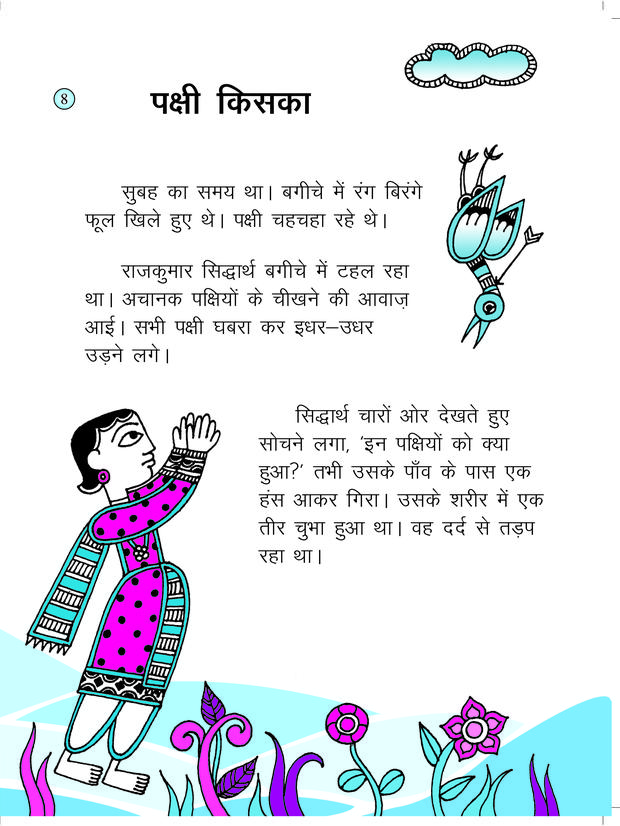 8
पक्षी किसका
सुबह का समय था। बगीचे में रंग बिरंगे
फूल खिले हुए थे। पक्षी चहचहा रहे थे।
राजकुमार सिद्धार्थ बगीचे में टहल रहा
था। अचानक पक्षियों के चीखने की आवाज़
आई। सभी पक्षी घबरा कर इधर–उधर
उड़ने लगे।
सिद्धार्थ चारों ओर देखते हुए
सोचने लगा, ‘इन पक्षियों को क्या
हुआ?’ तभी उसके पाँव के पास एक
हंस आकर गिरा। उसके शरीर में एक
तीर चुभा हुआ था। वह दर्द से तड़प
रहा था।